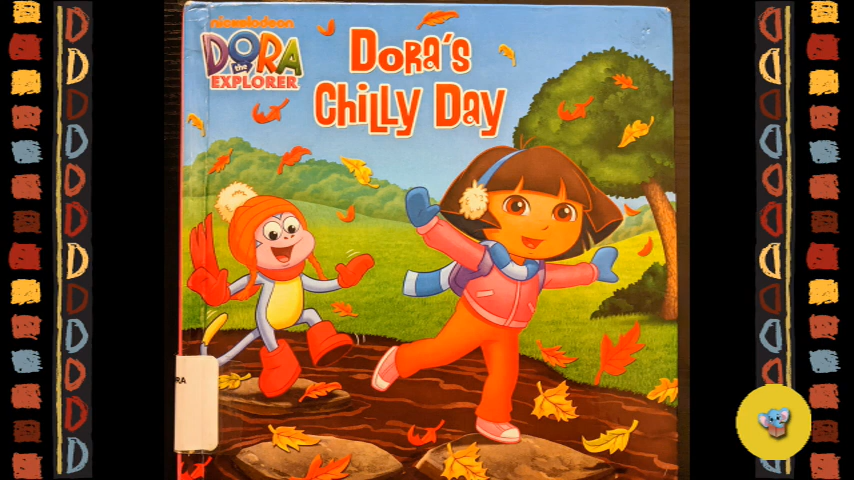 nickelodeon
DORA
the
EXPLORER
DORA'S
CHILLY DAY
RA